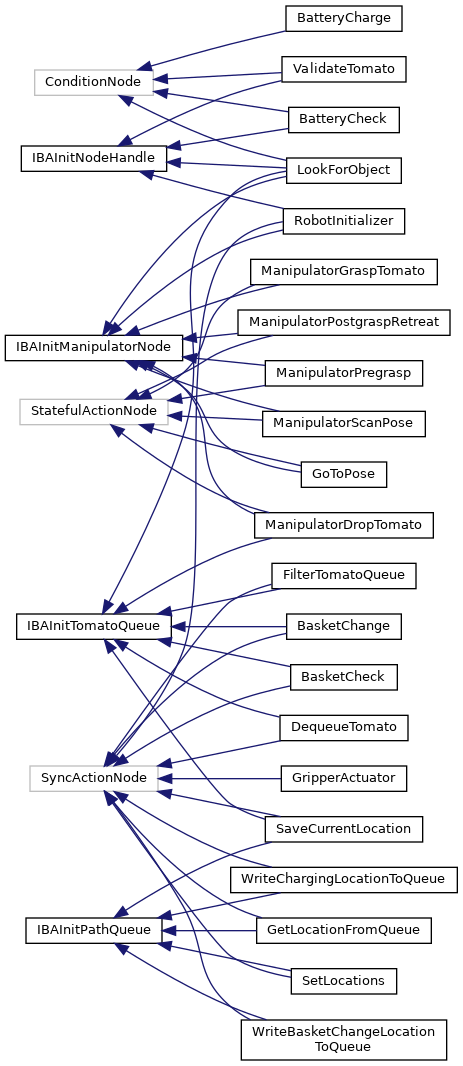 BatteryCharge
ValidateTomato
ConditionNode
BatteryCheck
IBAInitNodeHandle
LookForObject
RobotInitializer
ManipulatorGraspTomato
ManipulatorPostgraspRetreat
IBAInitManipulatorNode
ManipulatorPregrasp
StatefulActionNode
ManipulatorScanPose
GoToPose
ManipulatorDropTomato
FilterTomatoQueue
IBAInitTomatoQueue
BasketChange
BasketCheck
DequeueTomato
SyncActionNode
GripperActuator
SaveCurrentLocation
WriteChargingLocationToQueue
IBAInitPathQueue
GetLocationFromQueue
SetLocations
WriteBasketChangeLocation
ToQueue